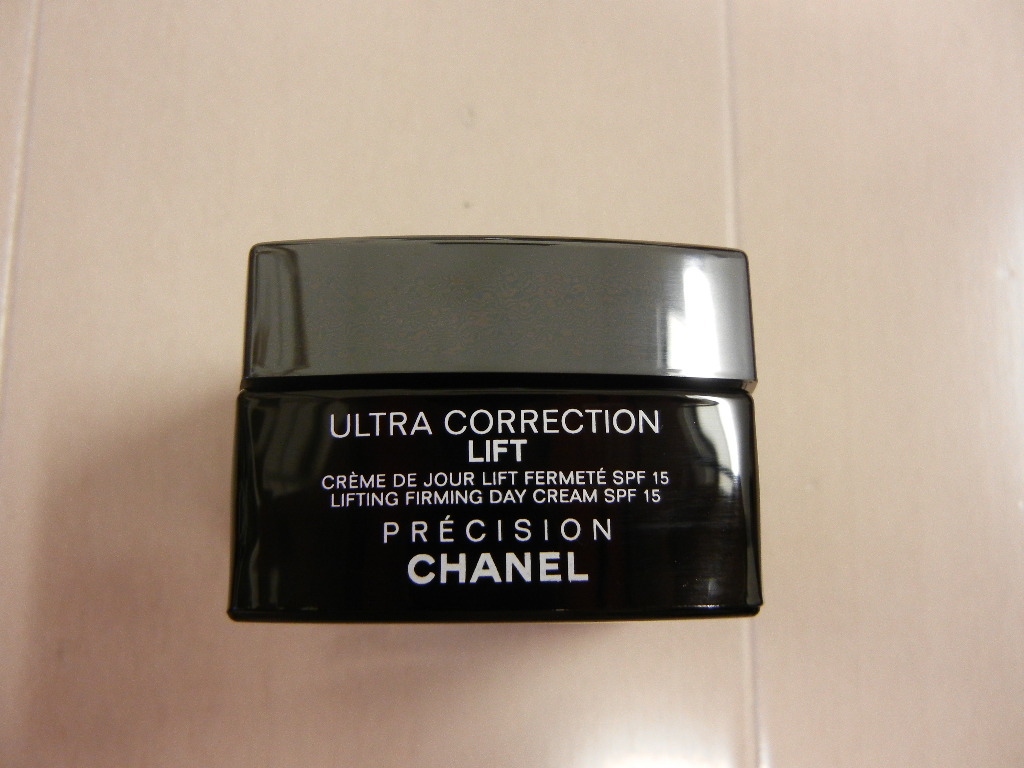 ULTRA CORRECTION
LIFT
CRÈME DE JOUR LIFT FERMETÉ SPF 15
LIFTING FIRMING DAY CREAM SPF 15
PRÉCISION
CHANEL